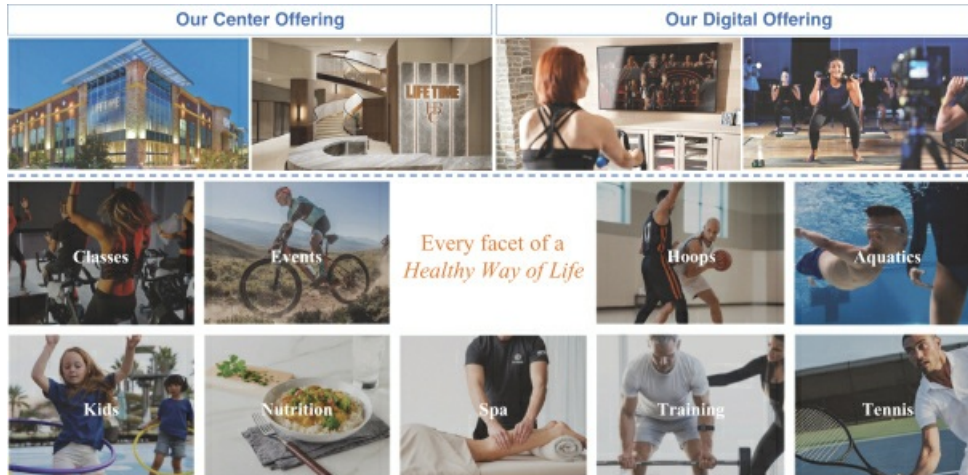 Our Center Offering
Our Digital Offering
LIFE TIME
Classes
Events
Every facet of a
Healthy Way of Life
Hoops
Aquatics
Kids
Nutrition
Spa
Training
Tennis